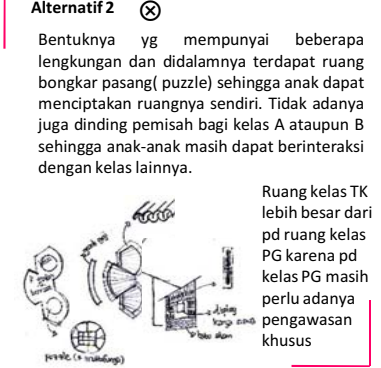 Alternatif 2
Bentuknya yg mempunyai beberapa
lengkungan dan didalamnya terdapat ruang
bongkar pasang( puzzle) sehingga anak dapat
menciptakan ruangnya sendiri. Tidak adanya
juga dinding pemisah bagi kelas A ataupun B
sehingga anak-anak masih dapat berinteraksi
dengan kelas lainnya.
Ruang kelas TK
lebih besar dari
pd ruang kelas
PG karena pd
kelas PG masih
perlu adanya
pengawasan
khusus
display
puzzle